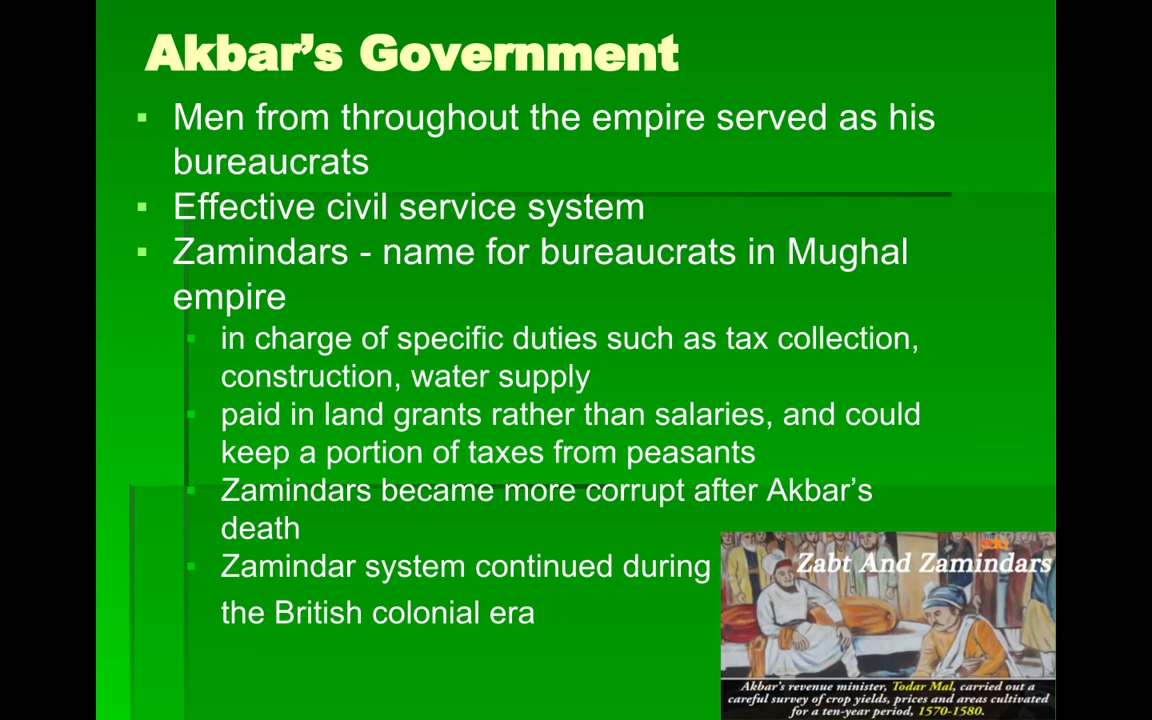 Akbar's Government
▪ Men from throughout the empire served as his
bureaucrats
▪ Effective civil service system
▪ Zamindars - name for bureaucrats in Mughal
empire
▪ in charge of specific duties such as tax collection,
construction, water supply
▪ paid in land grants rather than salaries, and could
keep a portion of taxes from peasants
▪ Zamindars became more corrupt after Akbar's
death
▪ Zamindar system continued during
the British colonial era
Zabt And Zamindars
Akbar's revenue minister, Todar Mal, carried out a
careful survey of crop yields, prices and areas cultivated
for a ten-year period, 1570-1580.